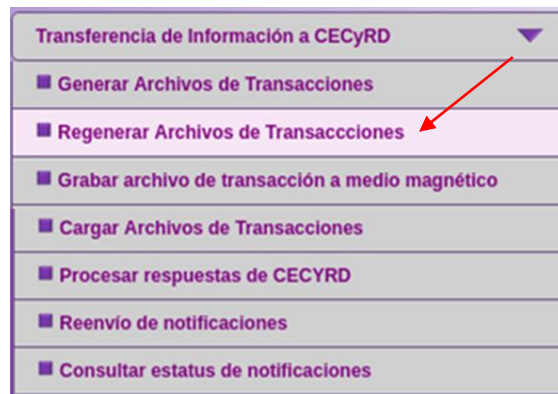 Transferencia de Información a CECyRD
Generar Archivos de Transacciones
Regenerar Archivos de Transaccciones
Grabar archivo de transacción a medio magnético
Cargar Archivos de Transacciones
Procesar respuestas de CECYRD
Reenvío de notificaciones
Consultar estatus de notificaciones